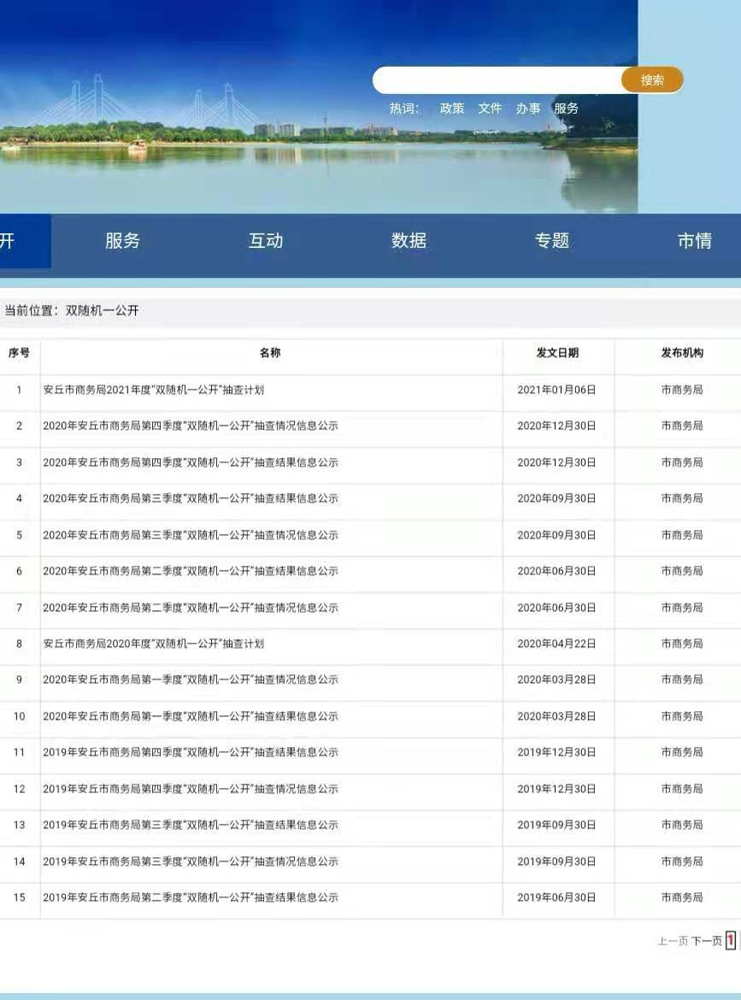 搜索
热词： 政策 文件 办事 服务
开 服务 互动 数据 专题 市情
当前位置：双随机一公开
序号 名称 发文日期 发布机构
1 安丘市商务局2021年度“双随机一公开”抽查计划 2021年01月06日 市商务局
2 2020年安丘市商务局第四季度“双随机一公开”抽查情况信息公示 2020年12月30日 市商务局
3 2020年安丘市商务局第四季度“双随机一公开”抽查结果信息公示 2020年12月30日 市商务局
4 2020年安丘市商务局第三季度“双随机一公开”抽查结果信息公示 2020年09月30日 市商务局
5 2020年安丘市商务局第三季度“双随机一公开”抽查情况信息公示 2020年09月30日 市商务局
6 2020年安丘市商务局第二季度“双随机一公开”抽查结果信息公示 2020年06月30日 市商务局
7 2020年安丘市商务局第二季度“双随机一公开”抽查情况信息公示 2020年06月30日 市商务局
8 安丘市商务局2020年度“双随机一公开”抽查计划 2020年04月22日 市商务局
9 2020年安丘市商务局第一季度“双随机一公开”抽查情况信息公示 2020年03月28日 市商务局
10 2020年安丘市商务局第一季度“双随机一公开”抽查结果信息公示 2020年03月28日 市商务局
11 2019年安丘市商务局第四季度“双随机一公开”抽查结果信息公示 2019年12月30日 市商务局
12 2019年安丘市商务局第四季度“双随机一公开”抽查情况信息公示 2019年12月30日 市商务局
13 2019年安丘市商务局第三季度“双随机一公开”抽查结果信息公示 2019年09月30日 市商务局
14 2019年安丘市商务局第三季度“双随机一公开”抽查情况信息公示 2019年09月30日 市商务局
15 2019年安丘市商务局第二季度“双随机一公开”抽查结果信息公示 2019年06月30日 市商务局
上一页 下一页 1